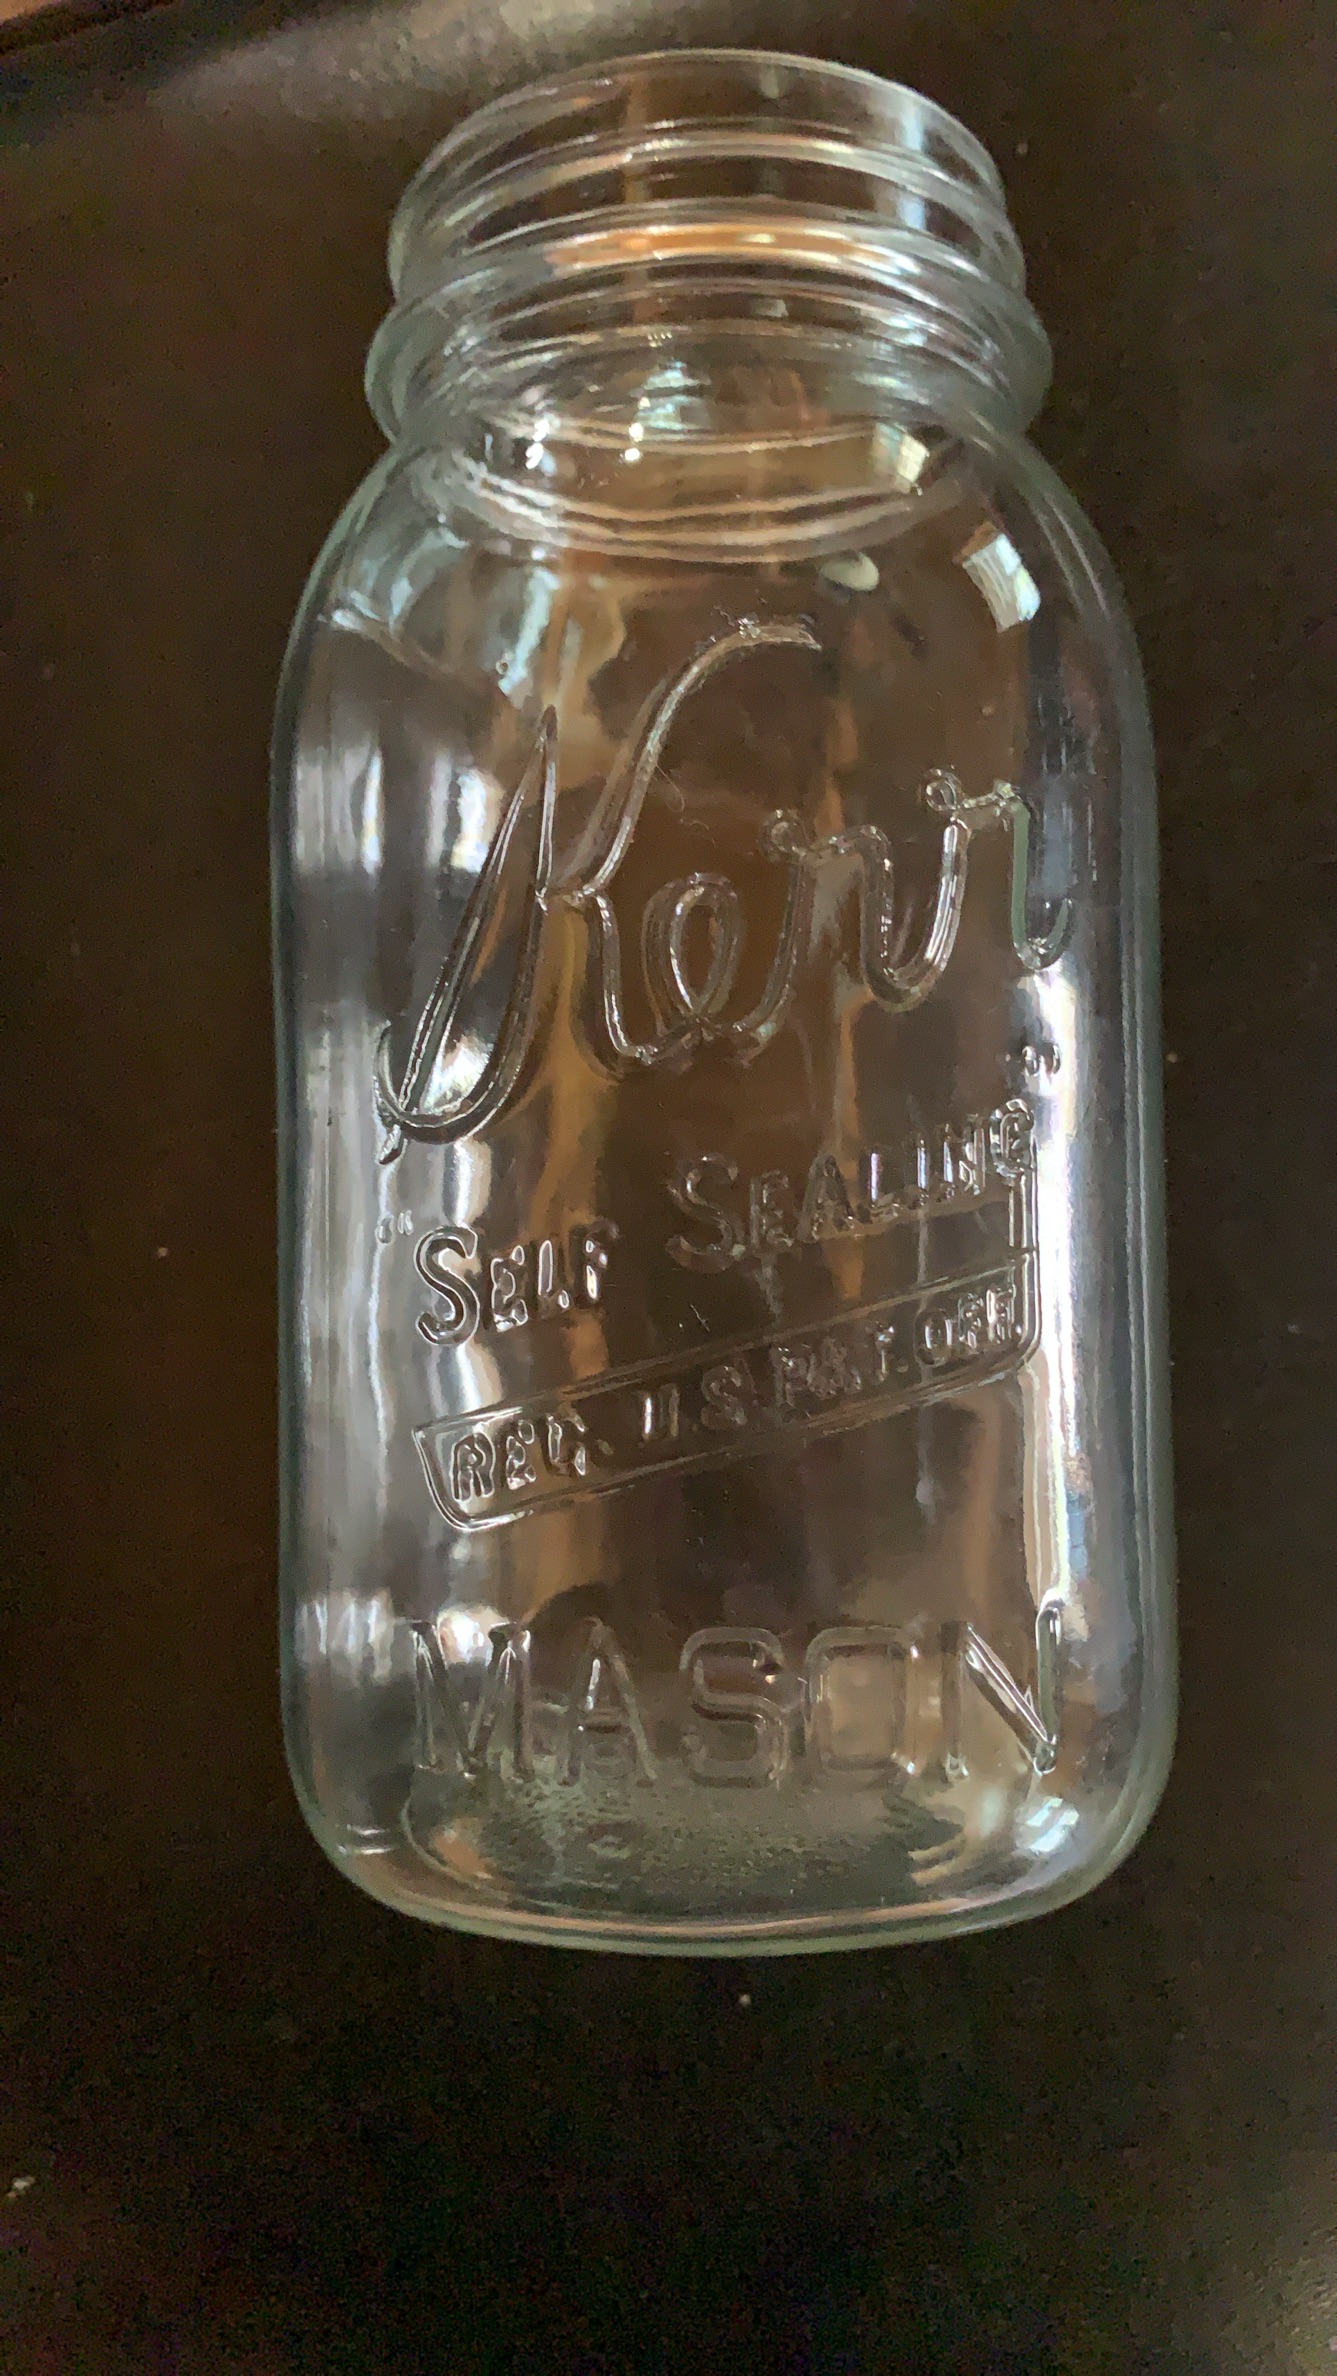 Kerr
"SELF SEALING"
REG. U.S. PAT. OFF.
MASON